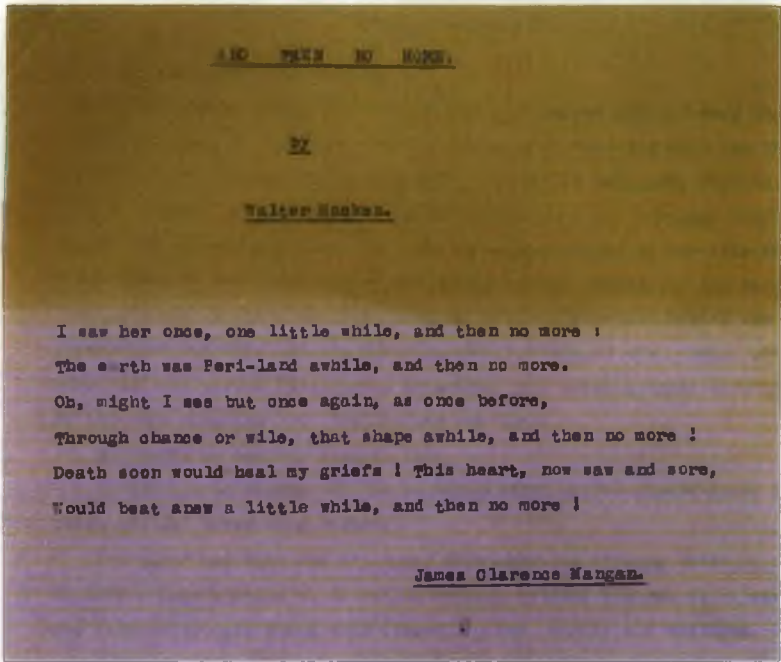 AND THEN NO MORE.
BY
Walter Macken.
I saw her once, one little while, and then no more :
The e rth was Peri-land awhile, and then no more.
Oh, might I see but once again, as once before,
Through chance or wile, that shape awhile, and then no more !
Death soon would heal my griefs ! This heart, now saw and sore,
Would beat anew a little while, and then no more !
James Clarence Mangan.